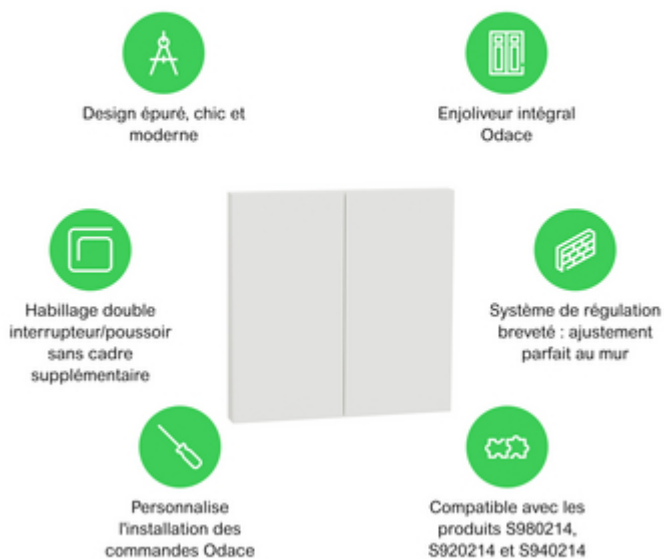 Design épuré, chic et
moderne
Enjoliveur intégral
Odace
Habillage double
interrupteur/poussoir
sans cadre
supplémentaire
Système de régulation
breveté : ajustement
parfait au mur
Personnalise
l'installation des
commandes Odace
Compatible avec les
produits S980214,
S920214 et S940214